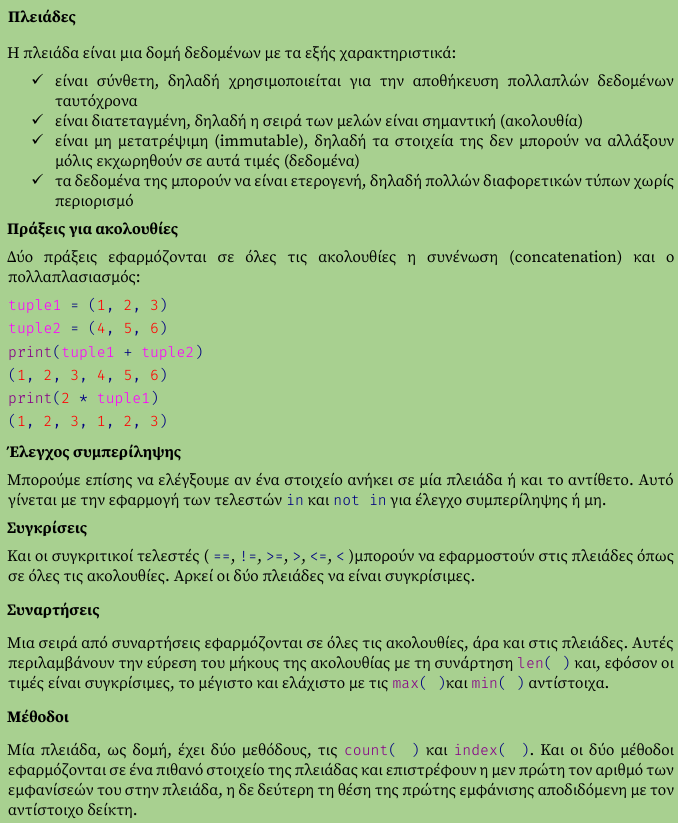 Πλειάδες
Η πλειάδα είναι μια δομή δεδομένων με τα εξής χαρακτηριστικά:
✓ είναι σύνθετη, δηλαδή χρησιμοποιείται για την αποθήκευση πολλαπλών δεδομένων
ταυτόχρονα
✓ είναι διατεταγμένη, δηλαδή η σειρά των μελών είναι σημαντική (ακολουθία)
✓ είναι μη μετατρέψιμη (immutable), δηλαδή τα στοιχεία της δεν μπορούν να αλλάξουν
μόλις εκχωρηθούν σε αυτά τιμές (δεδομένα)
✓ τα δεδομένα της μπορούν να είναι ετερογενή, δηλαδή πολλών διαφορετικών τύπων χωρίς
περιορισμό
Πράξεις για ακολουθίες
Δύο πράξεις εφαρμόζονται σε όλες τις ακολουθίες η συνένωση (concatenation) και ο
πολλαπλασιασμός:
tuple1 = (1, 2, 3)
tuple2 = (4, 5, 6)
print(tuple1 + tuple2)
(1, 2, 3, 4, 5, 6)
print(2 * tuple1)
(1, 2, 3, 1, 2, 3)
Έλεγχος συμπερίληψης
Μπορούμε επίσης να ελέγξουμε αν ένα στοιχείο ανήκει σε μία πλειάδα ή και το αντίθετο. Αυτό
γίνεται με την εφαρμογή των τελεστών in και not in για έλεγχο συμπερίληψης ή μη.
Συγκρίσεις
Και οι συγκριτικοί τελεστές ( ==, !=, >=, >, <=, < )μπορούν να εφαρμοστούν στις πλειάδες όπως
σε όλες τις ακολουθίες. Αρκεί οι δύο πλειάδες να είναι συγκρίσιμες.
Συναρτήσεις
Μια σειρά από συναρτήσεις εφαρμόζονται σε όλες τις ακολουθίες, άρα και στις πλειάδες. Αυτές
περιλαμβάνουν την εύρεση του μήκους της ακολουθίας με τη συνάρτηση len( ) και, εφόσον οι
τιμές είναι συγκρίσιμες, το μέγιστο και ελάχιστο με τις max( )και min( ) αντίστοιχα.
Μέθοδοι
Μία πλειάδα, ως δομή, έχει δύο μεθόδους, τις count( ) και index( ). Και οι δύο μέθοδοι
εφαρμόζονται σε ένα πιθανό στοιχείο της πλειάδας και επιστρέφουν η μεν πρώτη τον αριθμό των
εμφανίσεών του στην πλειάδα, η δε δεύτερη τη θέση της πρώτης εμφάνισης αποδιδόμενη με τον
αντίστοιχο δείκτη.